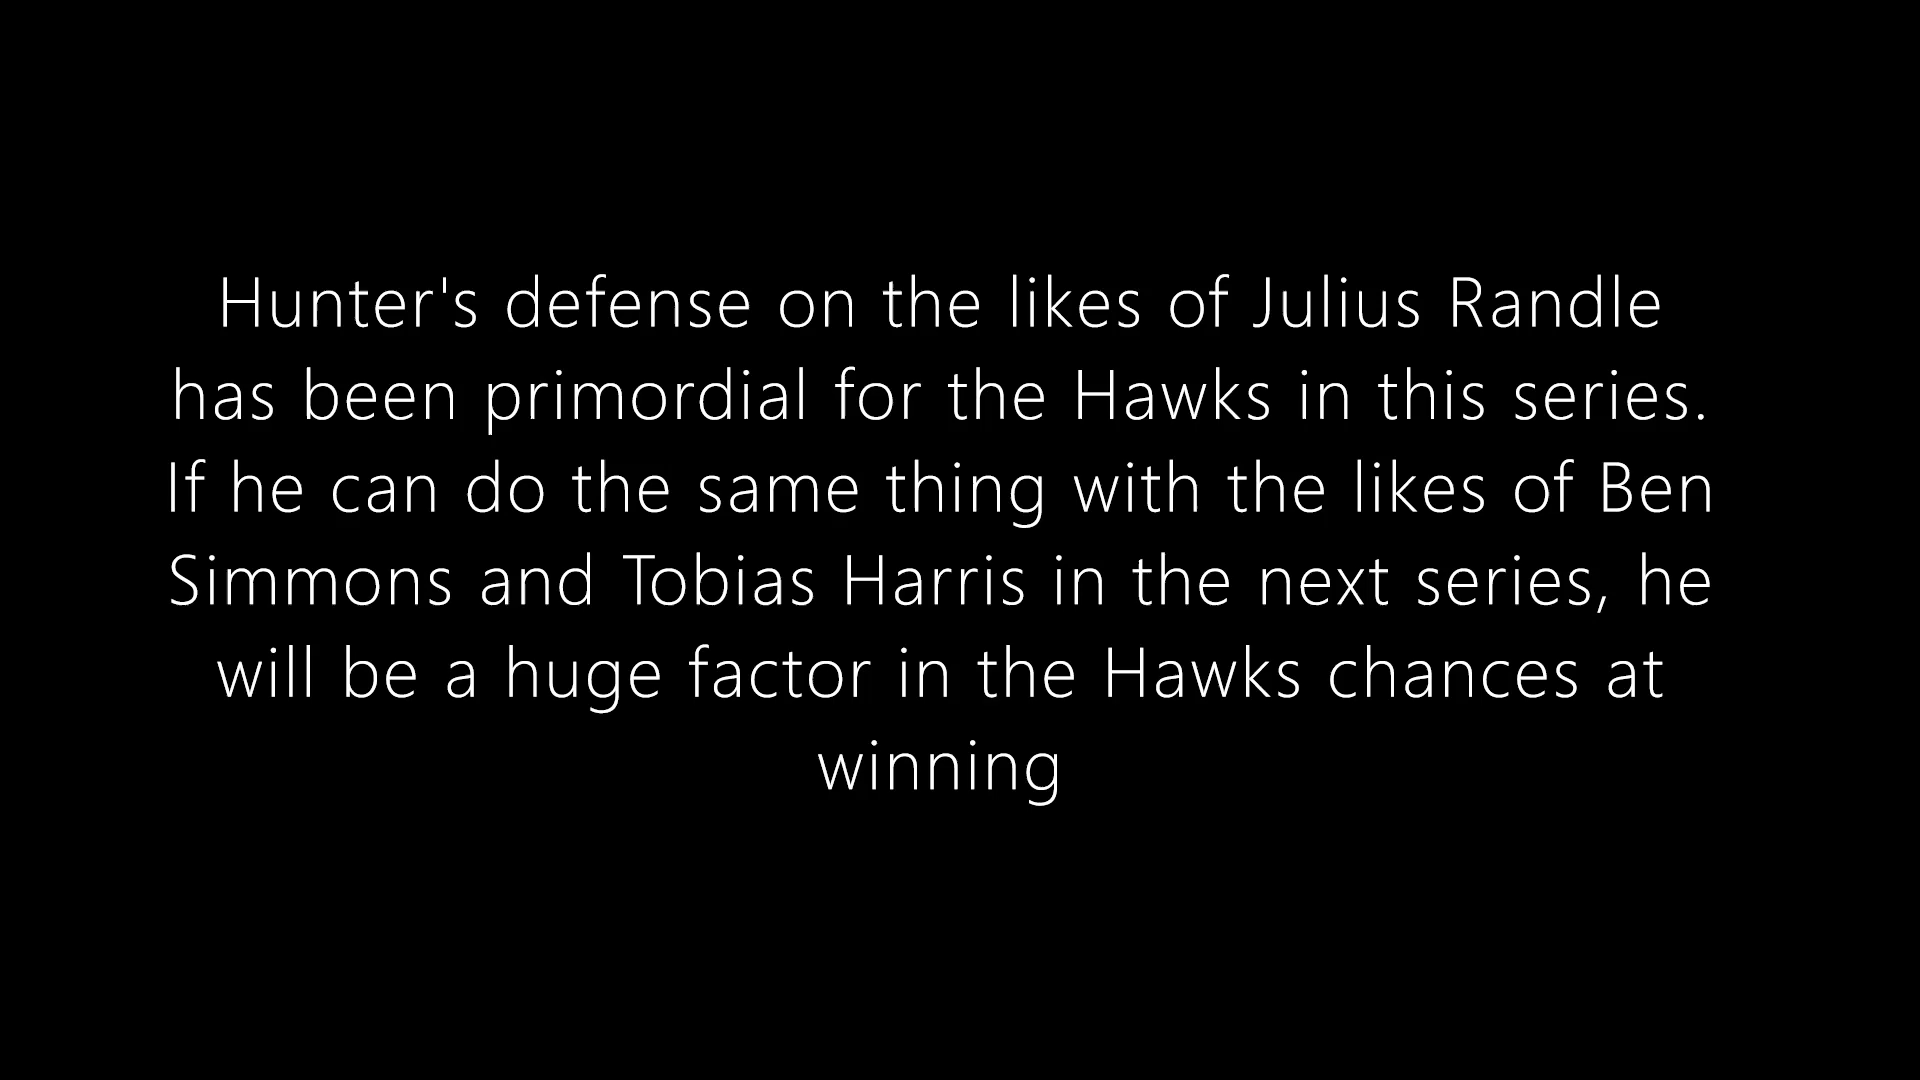 Hunter's defense on the likes of Julius Randle
has been primordial for the Hawks in this series.
If he can do the same thing with the likes of Ben
Simmons and Tobias Harris in the next series, he
will be a huge factor in the Hawks chances at
winning